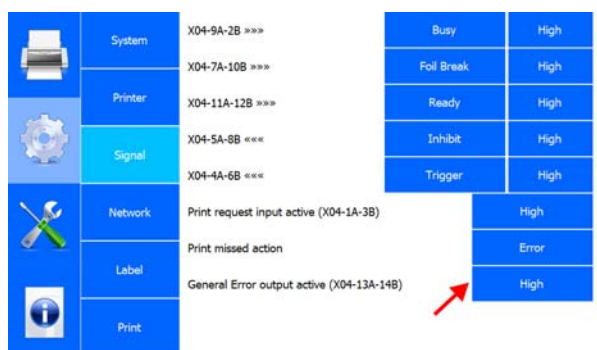 System
Printer
Signal
Network
Label
Print
X04-9A-2B »»» Busy High
X04-7A-10B »»» Foil Break High
X04-11A-12B »»» Ready High
X04-5A-8B ««« Inhibit High
X04-4A-6B ««« Trigger High
Print request input active (X04-1A-3B) High
Print missed action Error
General Error output active (X04-13A-14B) High